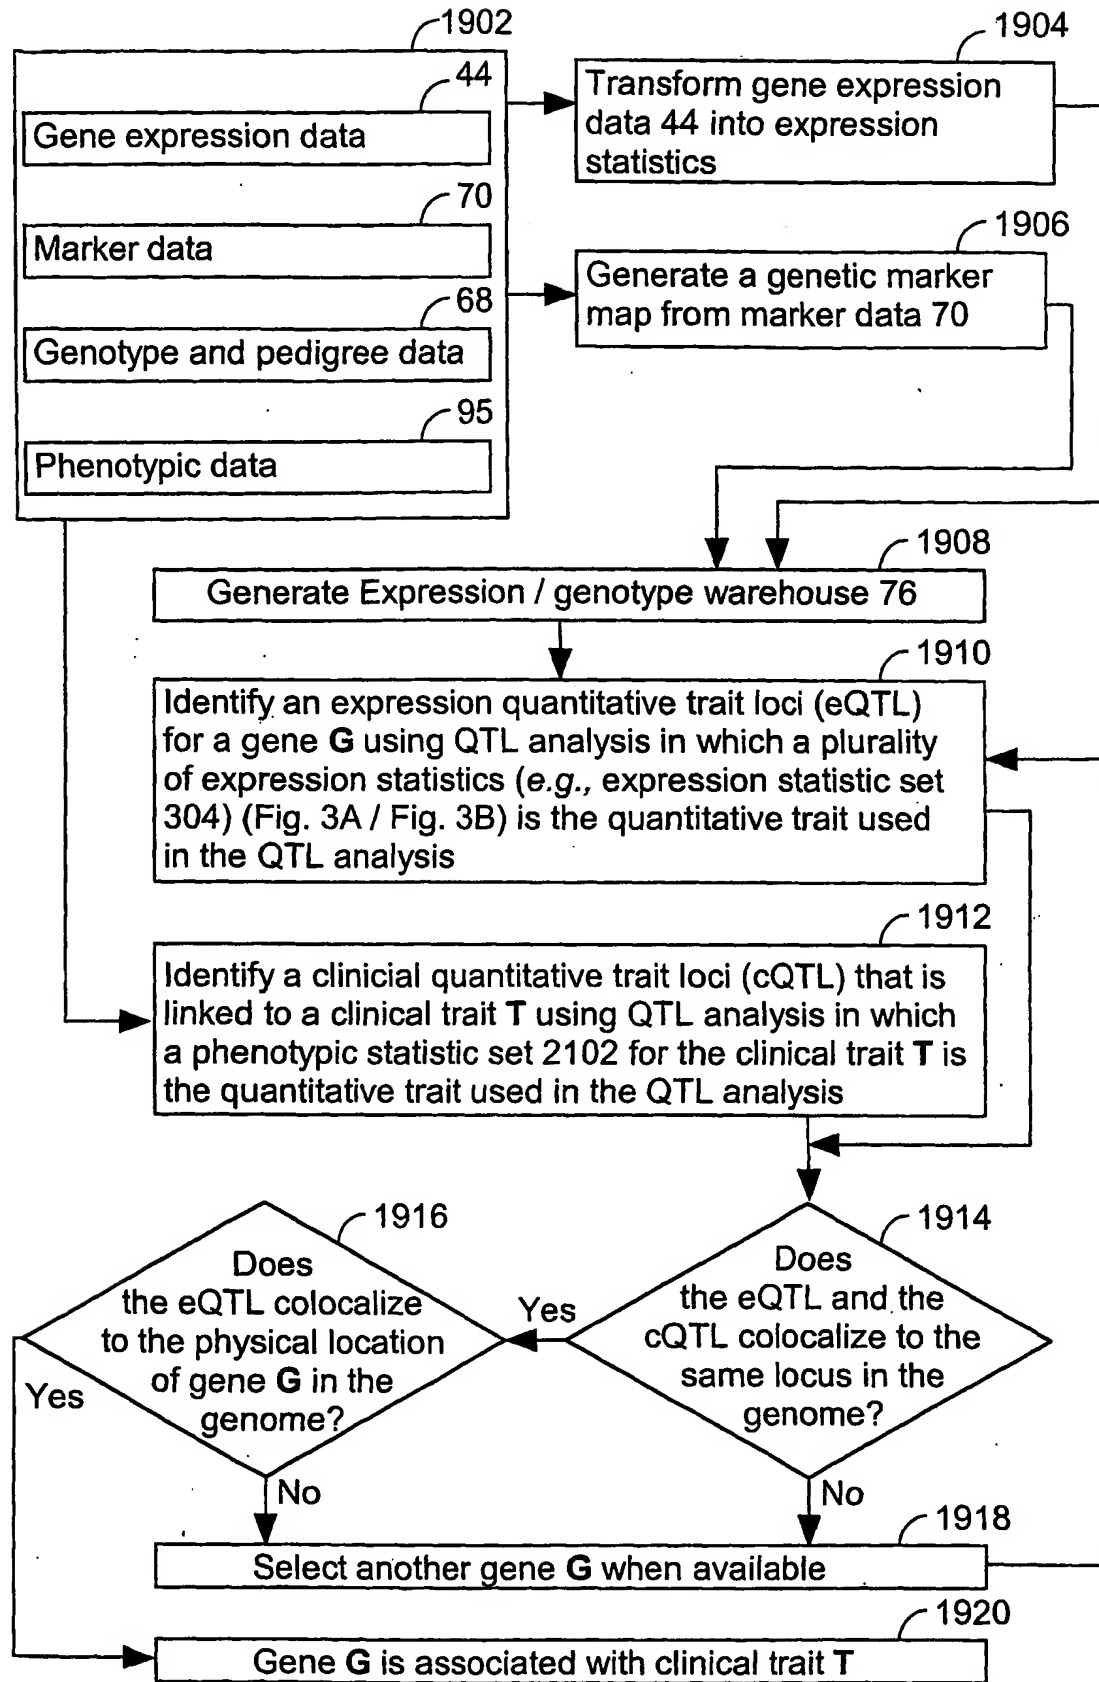 1902
44
Gene expression data
70
Marker data
68
Genotype and pedigree data
95
Phenotypic data
1904
Transform gene expression
data 44 into expression
statistics
1906
Generate a genetic marker
map from marker data 70
1908
Generate Expression / genotype warehouse 76
1910
Identify an expression quantitative trait loci (eQTL)
for a gene G using QTL analysis in which a plurality
of expression statistics (e.g., expression statistic set
304) (Fig. 3A / Fig. 3B) is the quantitative trait used
in the QTL analysis
1912
Identify a clinicial quantitative trait loci (cQTL) that is
linked to a clinical trait T using QTL analysis in which
a phenotypic statistic set 2102 for the clinical trait T is
the quantitative trait used in the QTL analysis
1916
Does
the eQTL colocalize
to the physical location
of gene G in the
genome?
Yes
No
Yes
1914
Does
the eQTL and the
cQTL colocalize to the
same locus in the
genome?
No
1918
Select another gene G when available
1920
Gene G is associated with clinical trait T